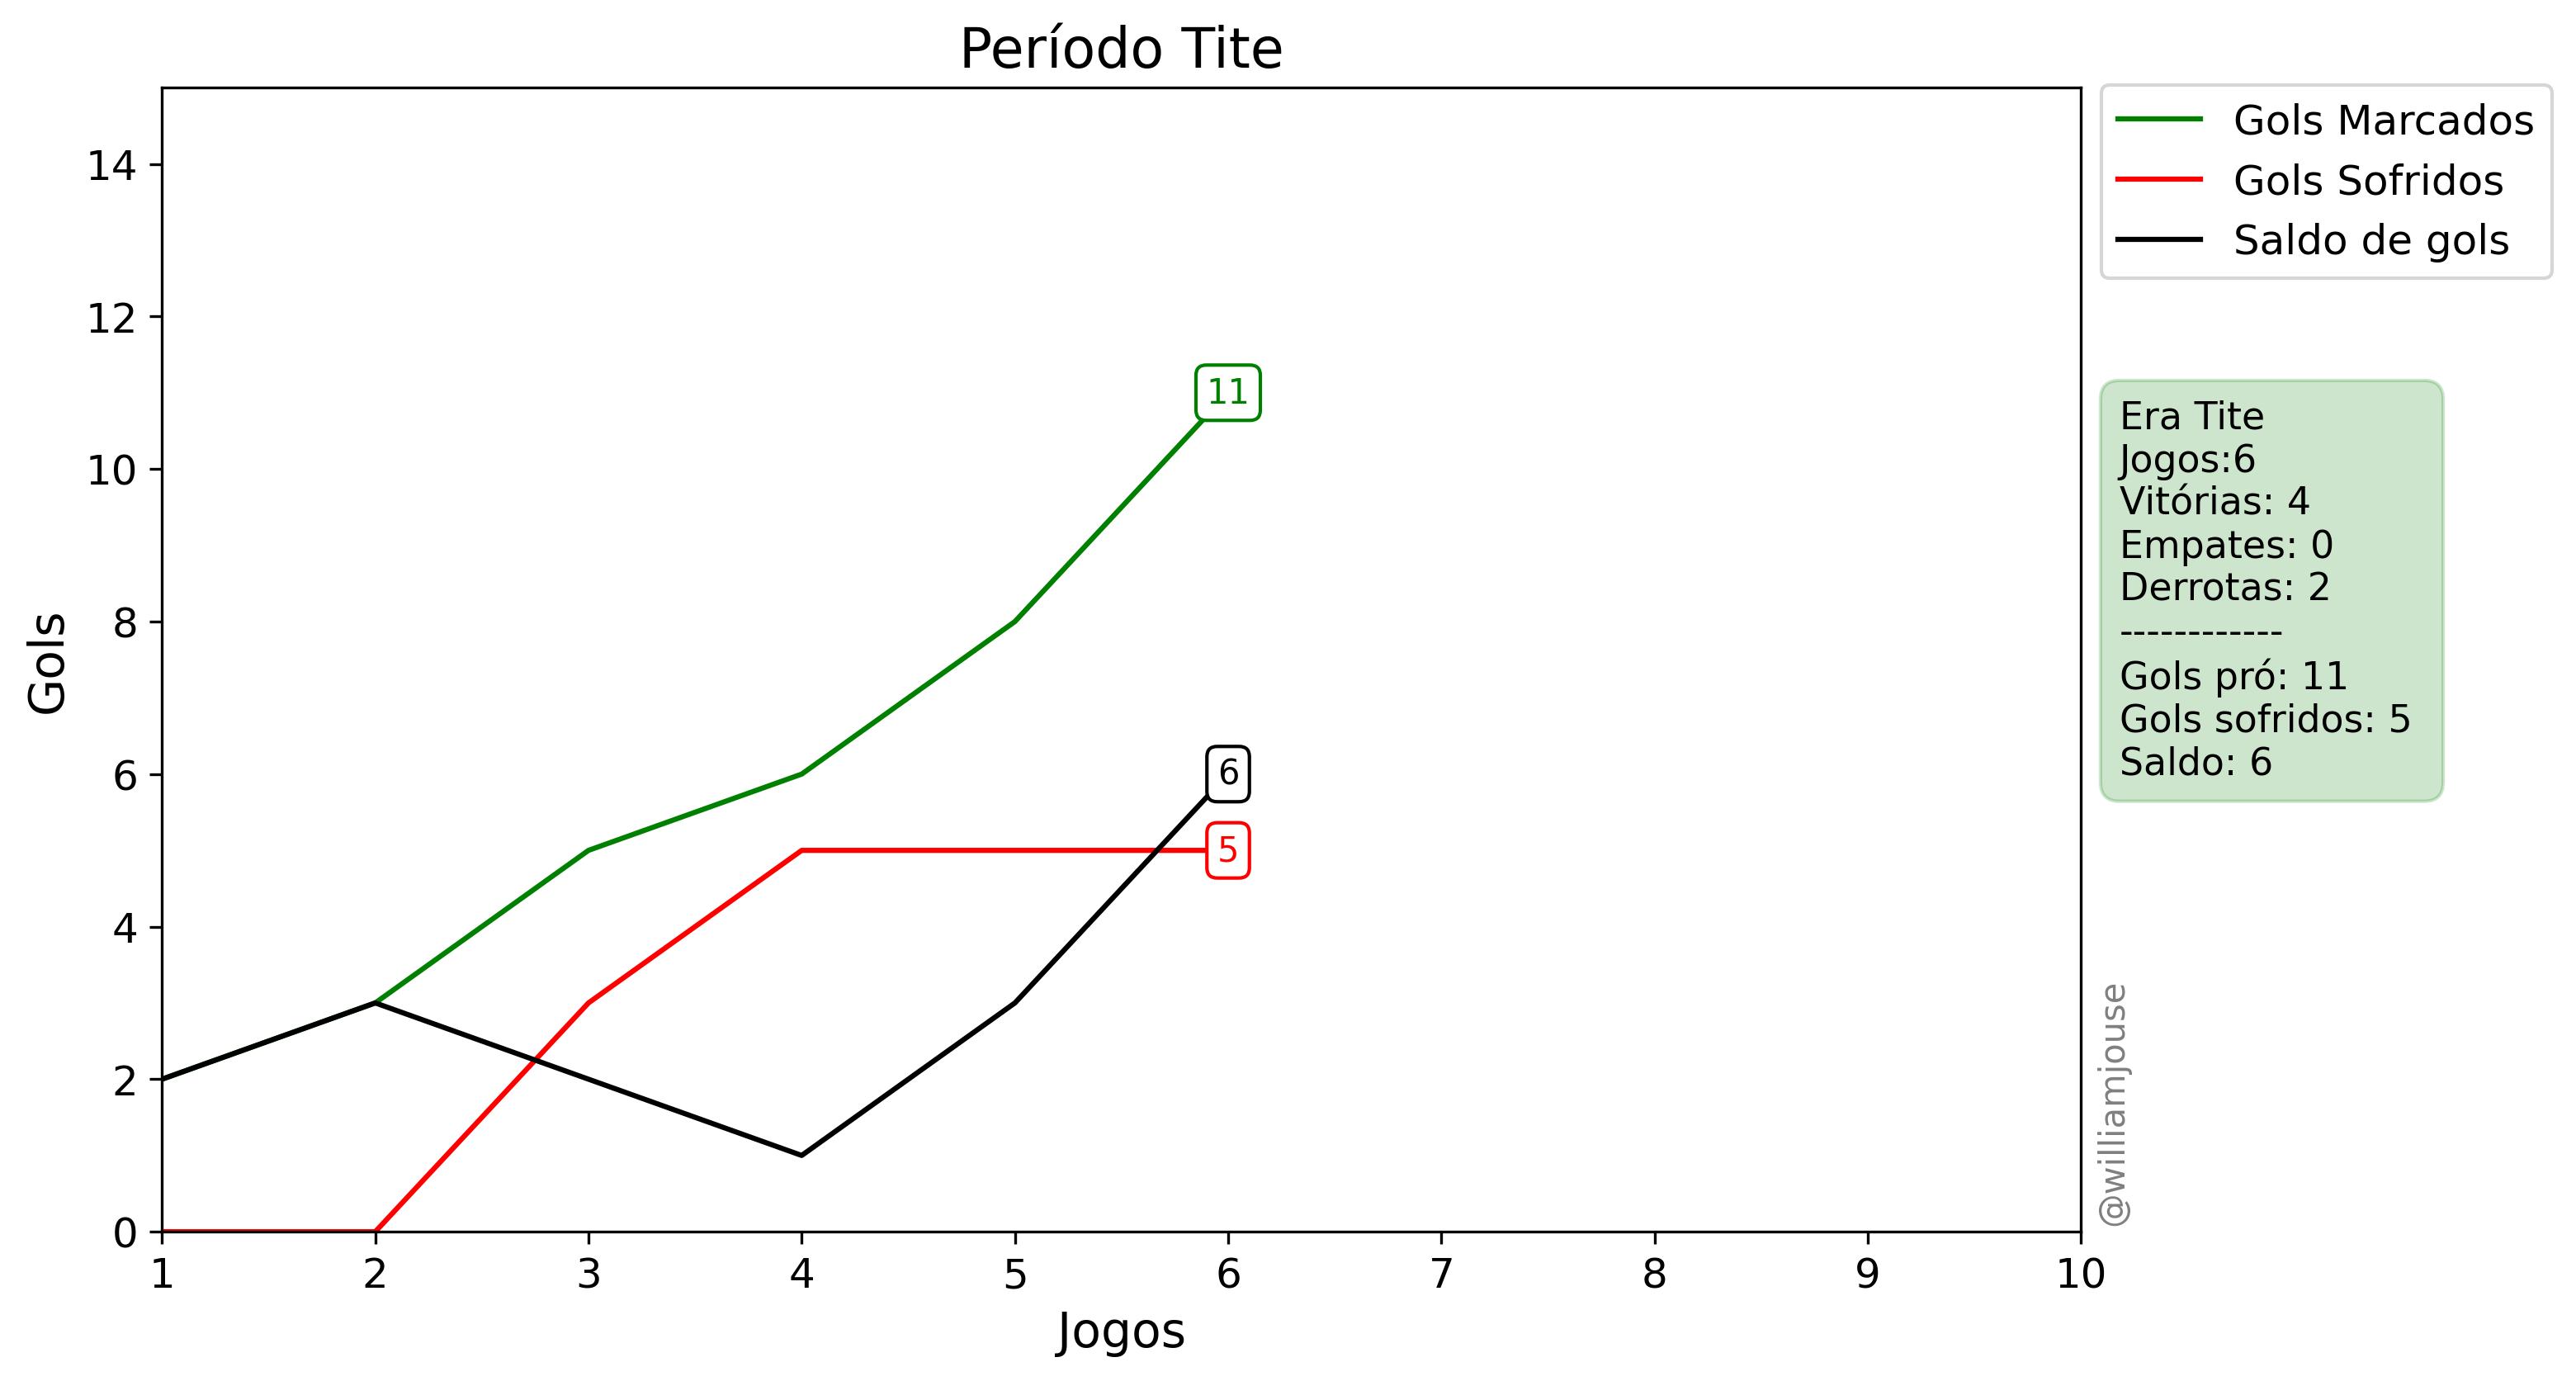 Período Tite
Gols Marcados
Gols Sofridos
Saldo de gols
14
12
10
8
6
4
2
0
Gols
11
6
5
Era Tite
Jogos:6
Vitórias: 4
Empates: 0
Derrotas: 2
------------
Gols pró: 11
Gols sofridos: 5
Saldo: 6
@williamjouse
1 2 3 4 5 6 7 8 9 10
Jogos